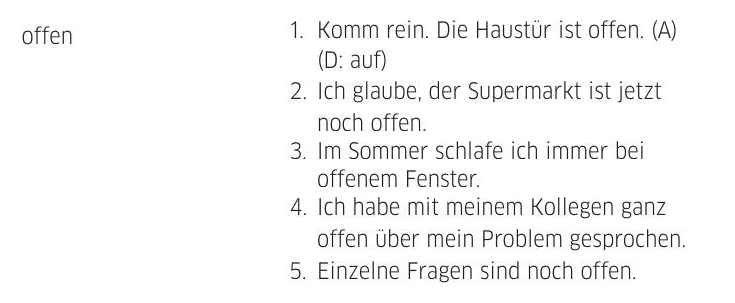 offen
1. Komm rein. Die Haustür ist offen. (A)
(D: auf)
2. Ich glaube, der Supermarkt ist jetzt
noch offen.
3. Im Sommer schlafe ich immer bei
offenem Fenster.
4. Ich habe mit meinem Kollegen ganz
offen über mein Problem gesprochen.
5. Einzelne Fragen sind noch offen.